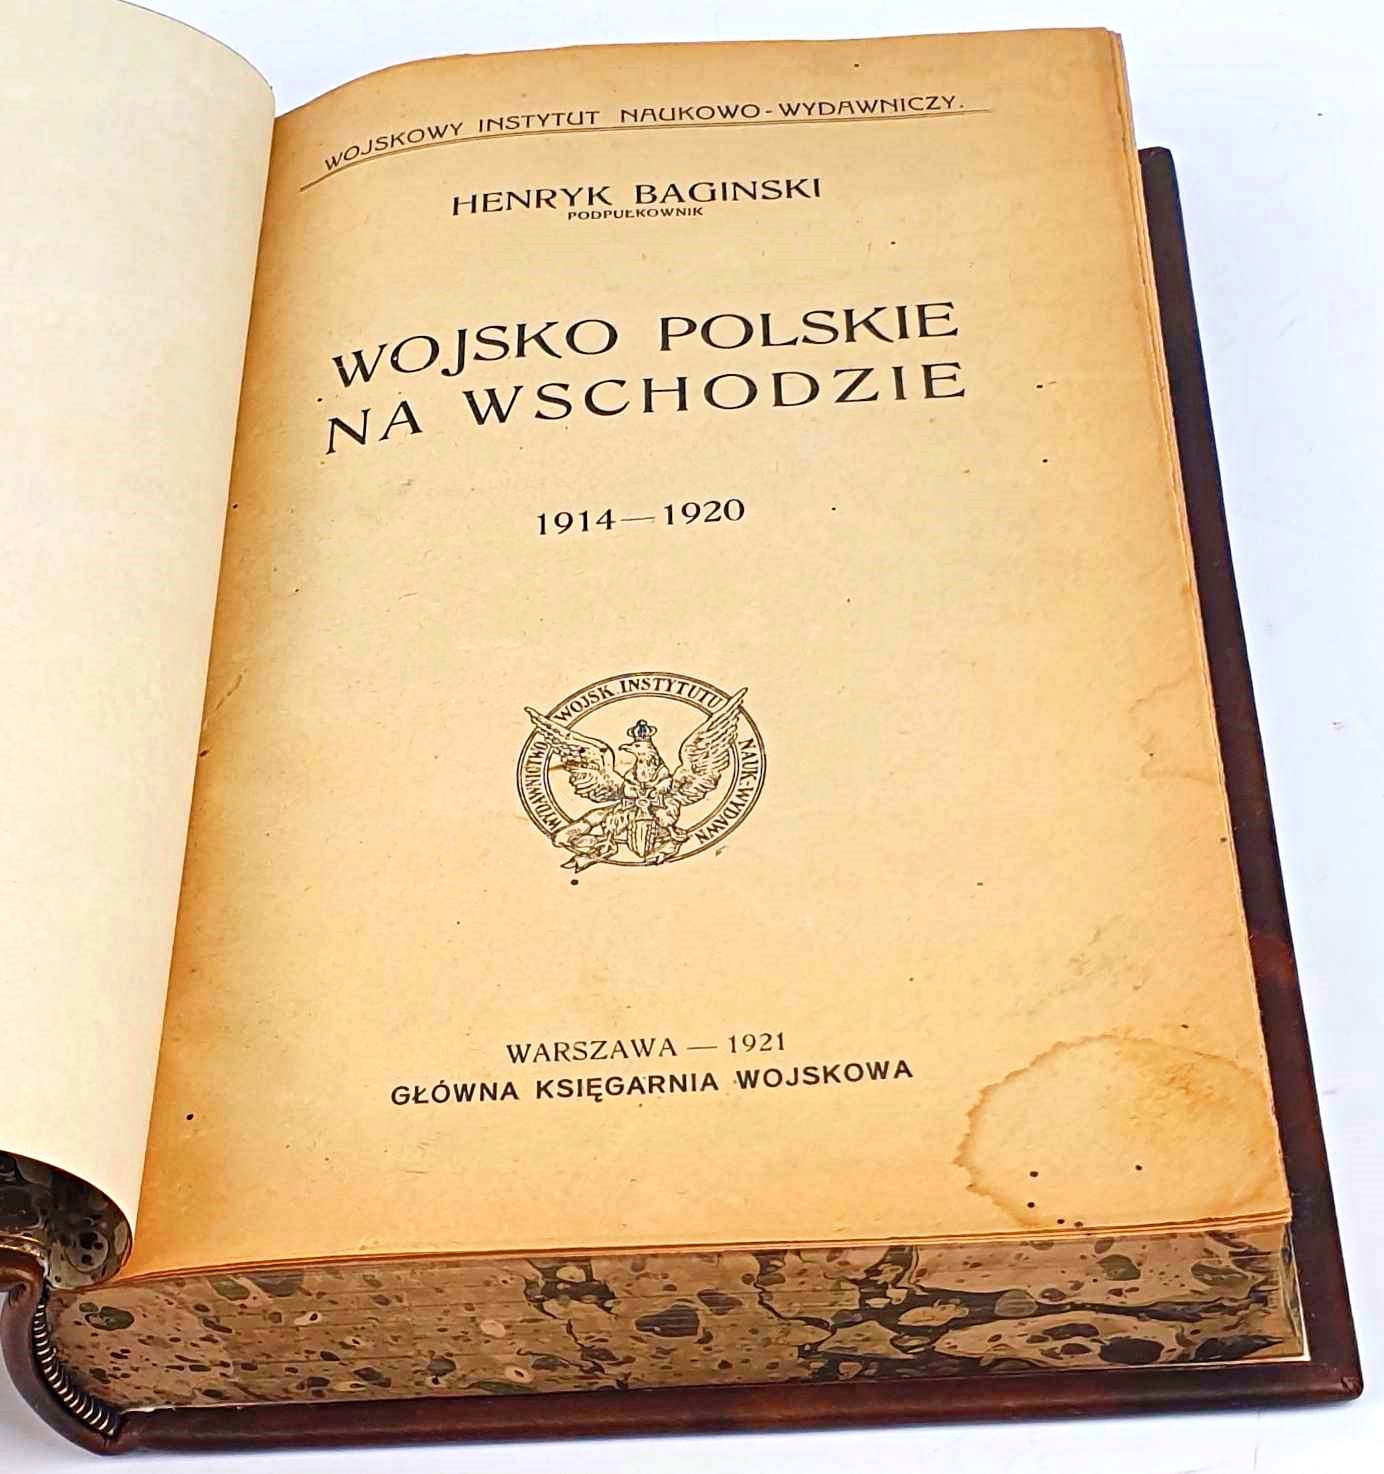 WOJSKOWY INSTYTUT NAUKOWO-WYDAWNICZY.
HENRYK BAGINSKI
PODPUŁKOWNIK
WOJSKO POLSKIE
NA WSCHODZIE
1914—1920
WYDAWNICTWO WOJSK. INSTYTUTU NAUK-WYDAWN
WARSZAWA — 1921
GŁÓWNA KSIĘGARNIA WOJSKOWA